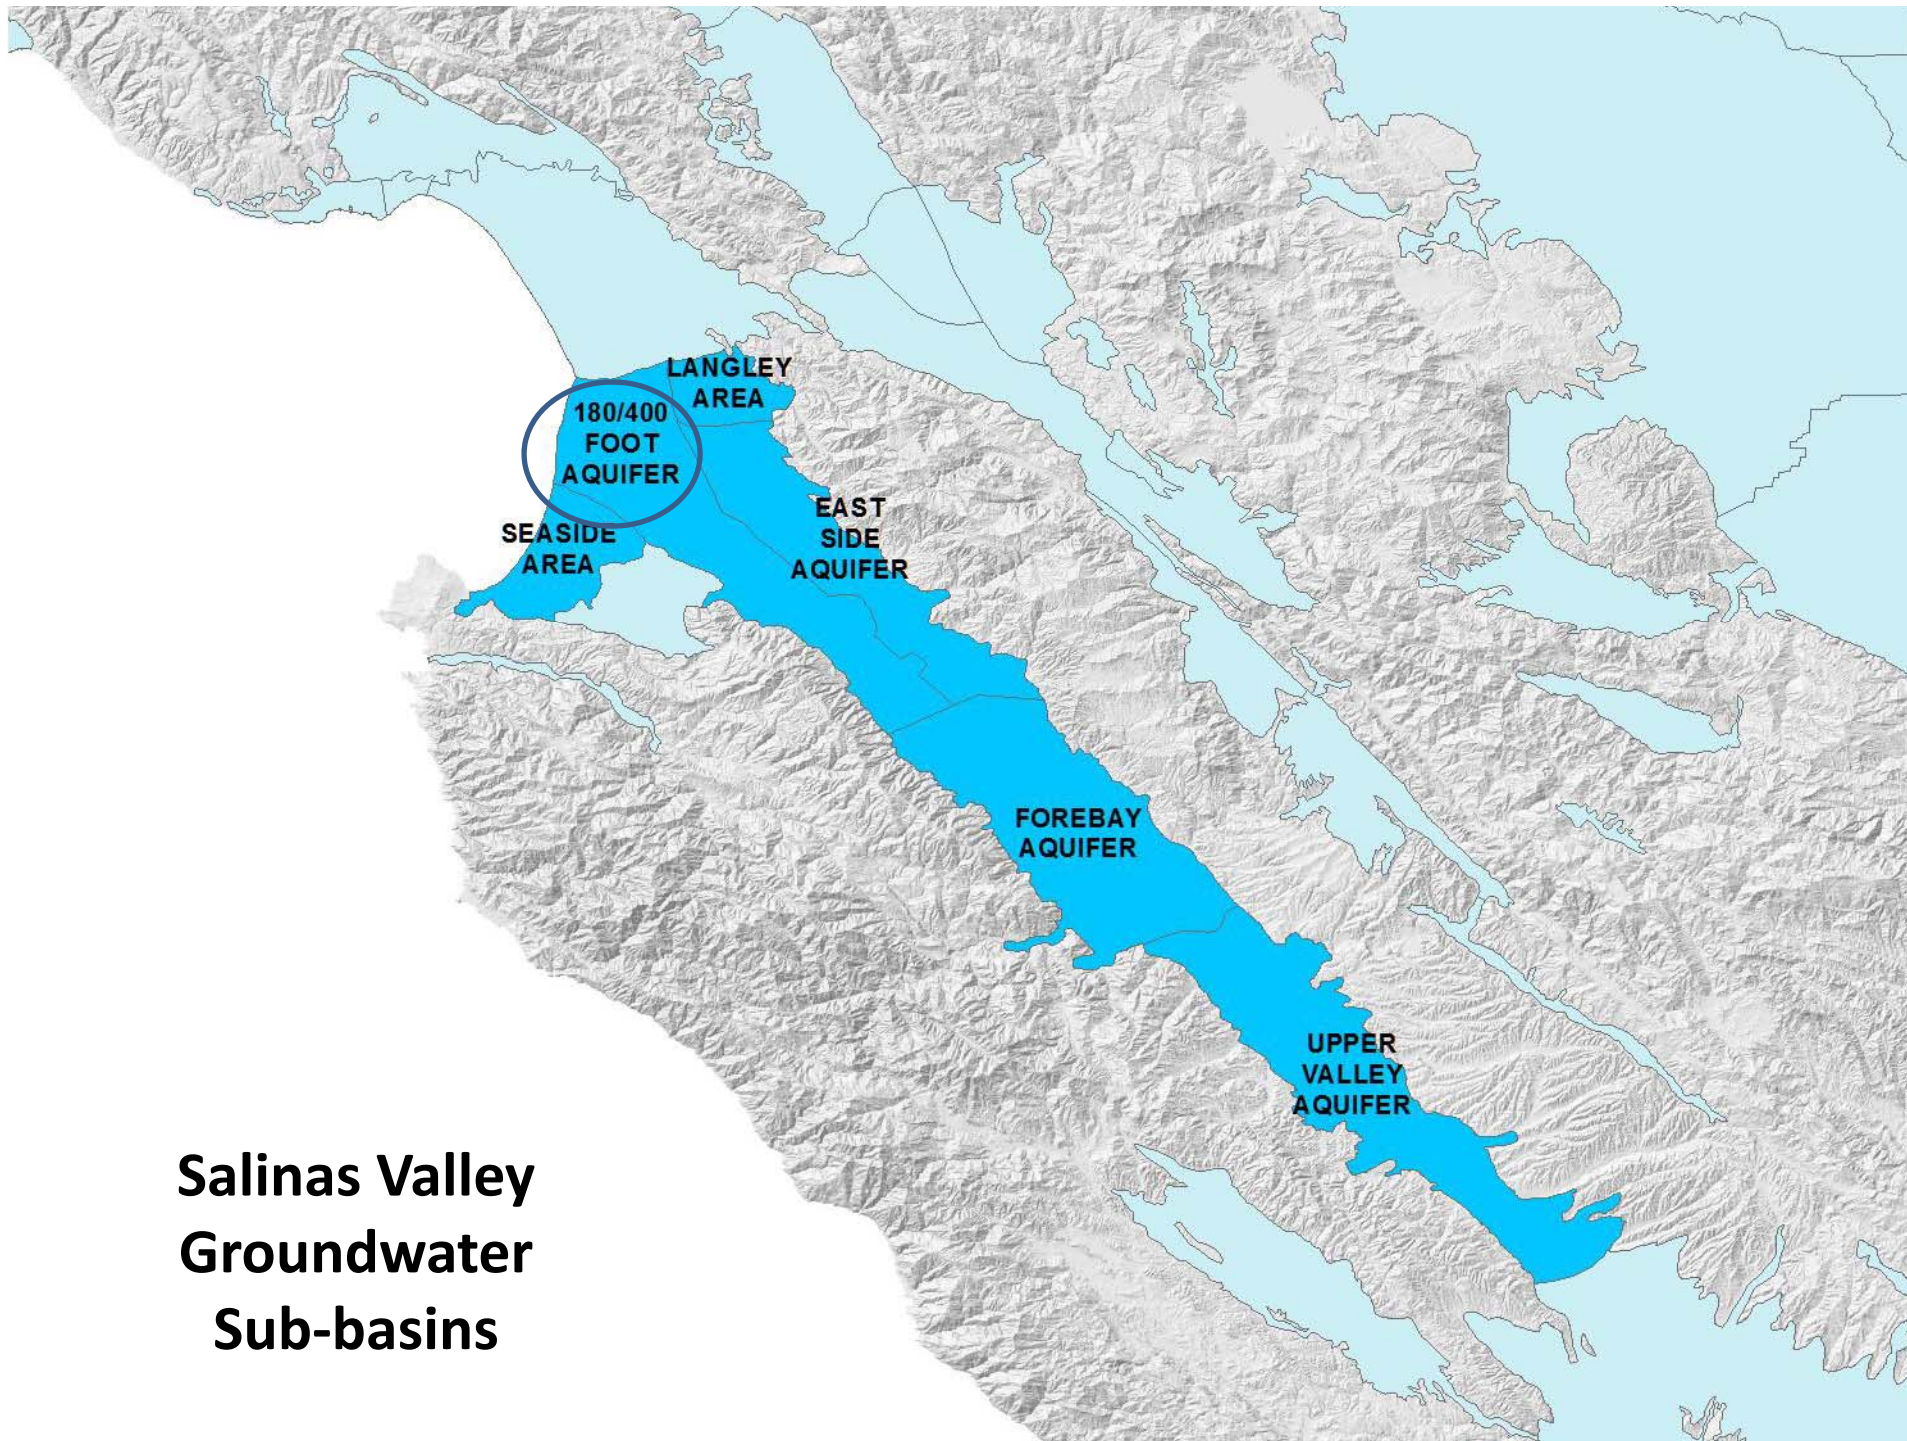 LANGLEY
AREA
180/400
FOOT
AQUIFER
EAST
SIDE
AQUIFER
SEASIDE
AREA
FOREBAY
AQUIFER
UPPER
VALLEY
AQUIFER
Salinas Valley
Groundwater
Sub-basins